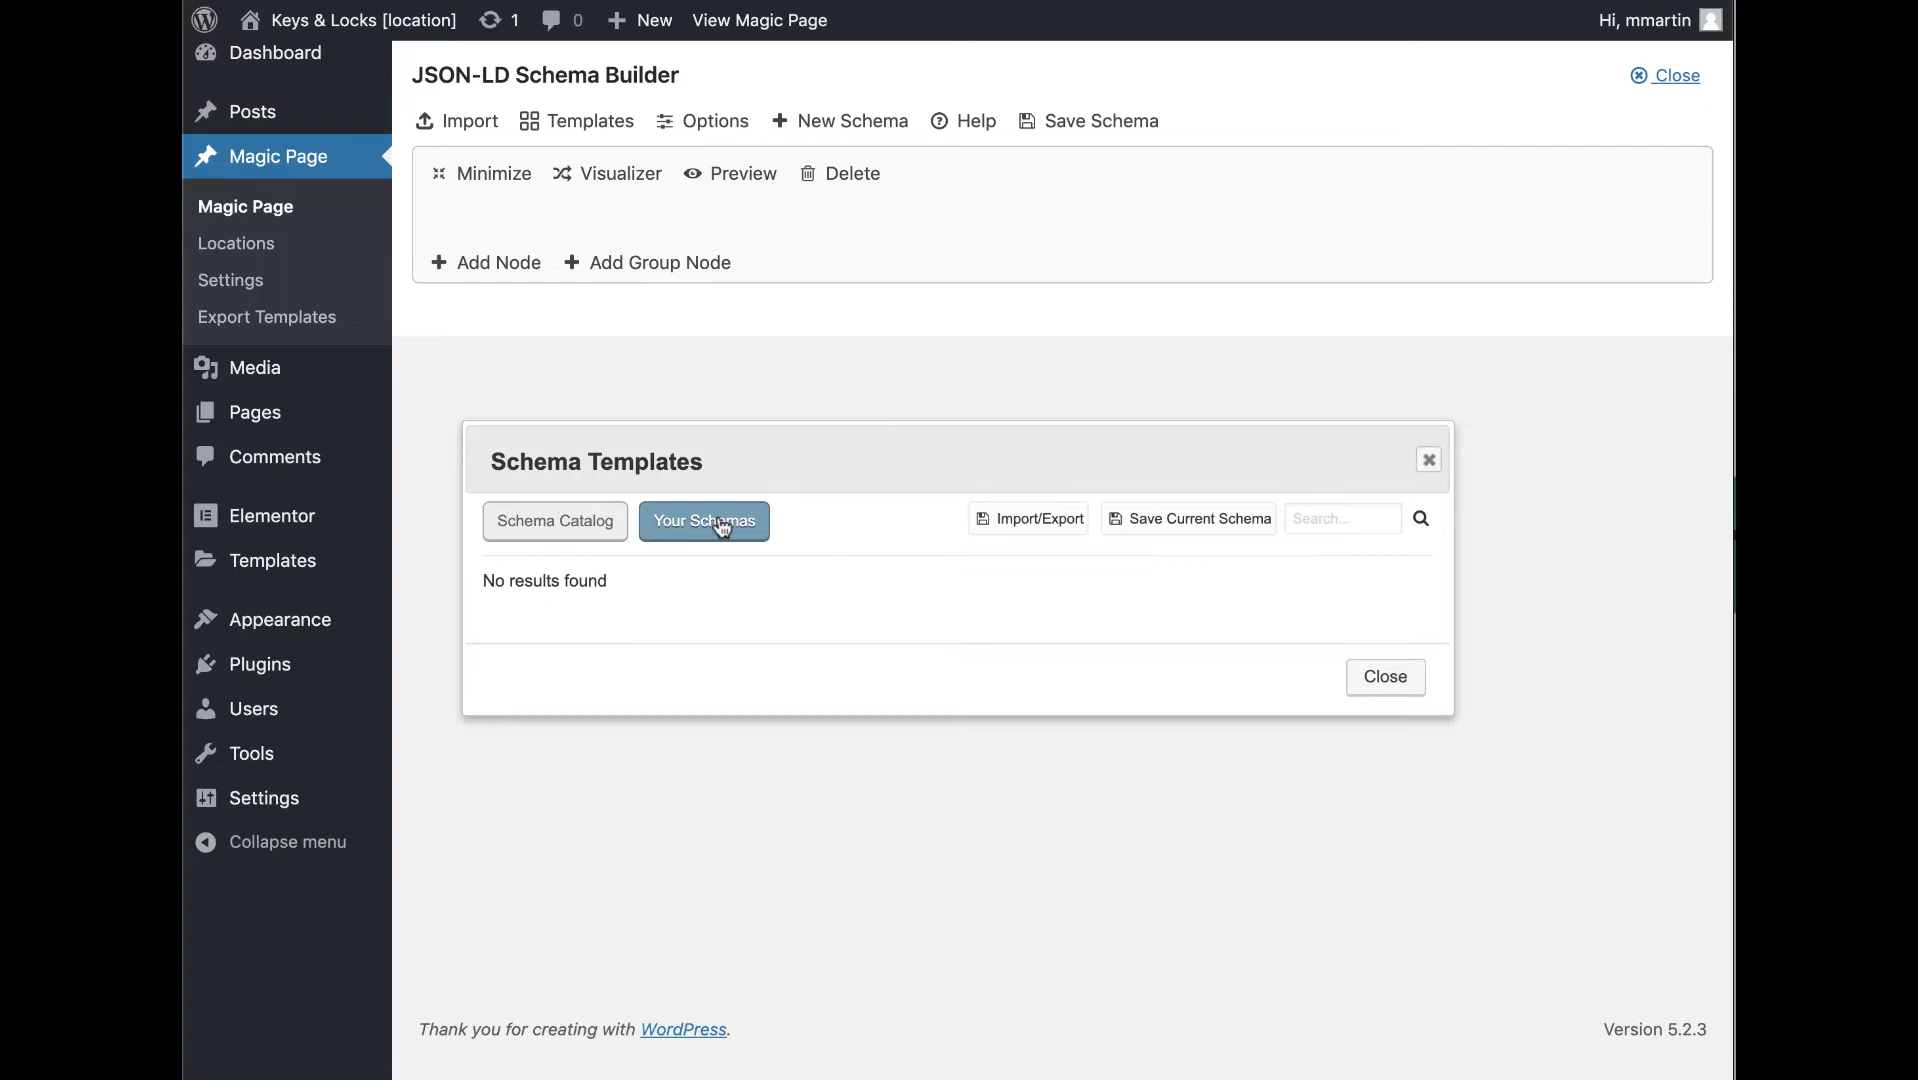 Keys & Locks [location] 1 0 New View Magic Page Hi, mmartin
Dashboard
Posts
Magic Page
Magic Page
Locations
Settings
Export Templates
Media
Pages
Comments
Elementor
Templates
Appearance
Plugins
Users
Tools
Settings
Collapse menu
JSON-LD Schema Builder
Close
Import Templates Options New Schema Help Save Schema
Minimize Visualizer Preview Delete
Add Node Add Group Node
Schema Templates
Schema Catalog Your Schemas Import/Export Save Current Schema Search...
No results found
Close
Thank you for creating with WordPress.
Version 5.2.3